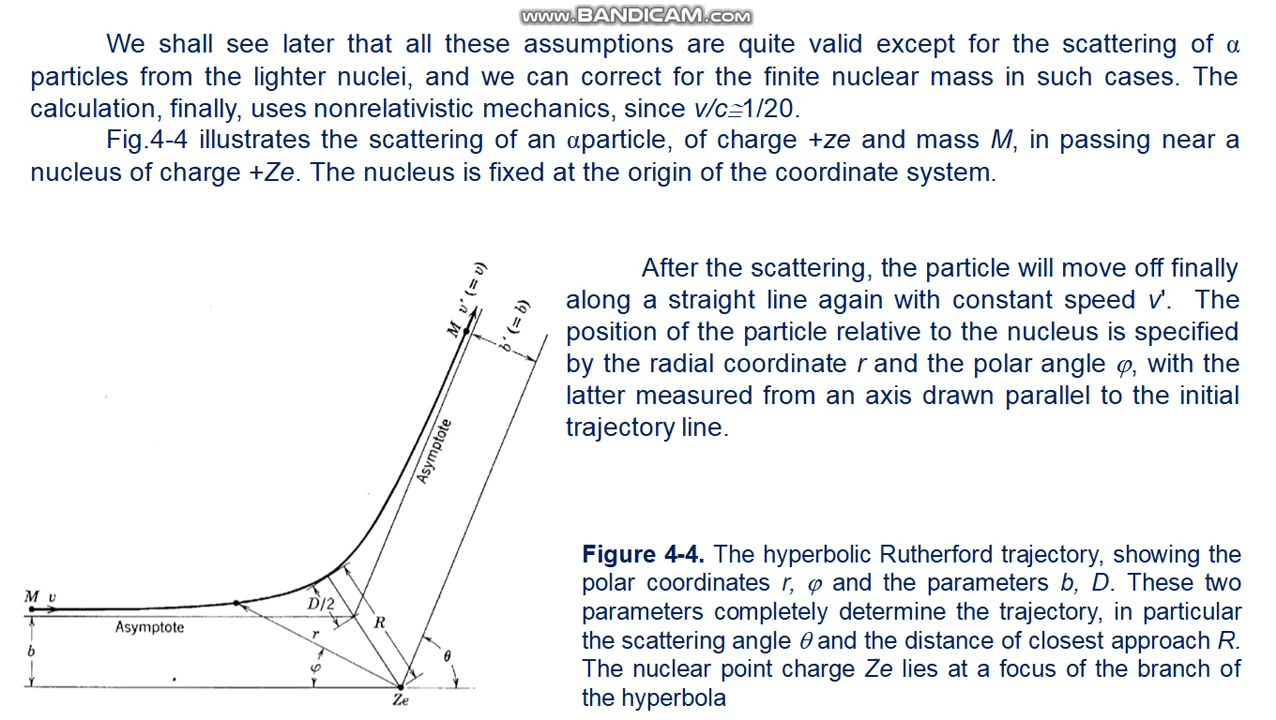 www.BANDICAM.com
We shall see later that all these assumptions are quite valid except for the scattering of α
particles from the lighter nuclei, and we can correct for the finite nuclear mass in such cases. The
calculation, finally, uses nonrelativistic mechanics, since v/c≅1/20.
Fig.4-4 illustrates the scattering of an αparticle, of charge +ze and mass M, in passing near a
nucleus of charge +Ze. The nucleus is fixed at the origin of the coordinate system.
After the scattering, the particle will move off finally
along a straight line again with constant speed v'. The
position of the particle relative to the nucleus is specified
by the radial coordinate r and the polar angle φ, with the
latter measured from an axis drawn parallel to the initial
trajectory line.
M v' (= v)
b' (= b)
Asymptote
M v
Asymptote
b
D/2
r
R
φ
θ
Ze
Figure 4-4. The hyperbolic Rutherford trajectory, showing the
polar coordinates r, φ and the parameters b, D. These two
parameters completely determine the trajectory, in particular
the scattering angle θ and the distance of closest approach R.
The nuclear point charge Ze lies at a focus of the branch of
the hyperbola